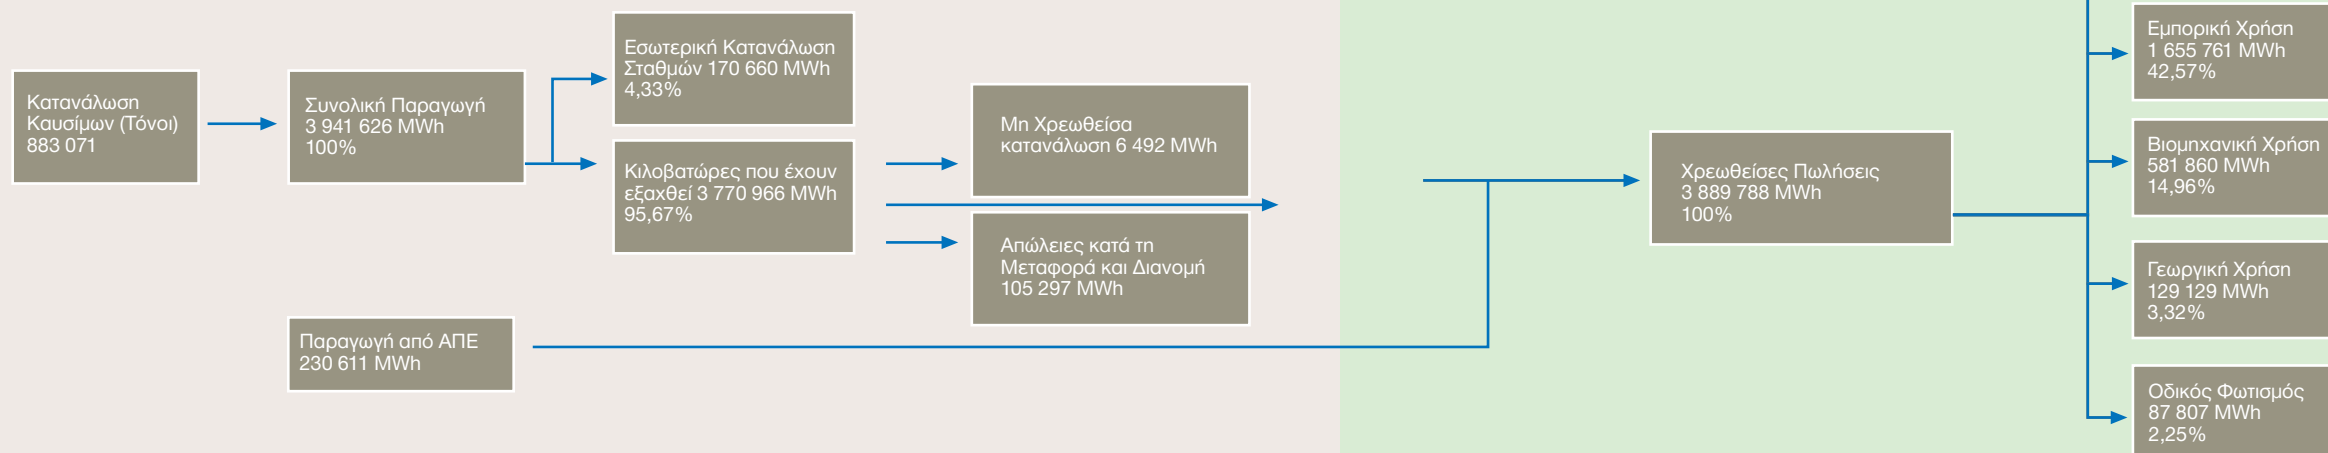 Κατανάλωση
Καυσίμων (Τόνοι)
883 071
Συνολική Παραγωγή
3 941 626 MWh
100%
Εσωτερική Κατανάλωση
Σταθμών 170 660 MWh
4,33%
Κιλοβατώρες που έχουν
εξαχθεί 3 770 966 MWh
95,67%
Μη Χρεωθείσα
κατανάλωση 6 492 MWh
Απώλειες κατά τη
Μεταφορά και Διανομή
105 297 MWh
Παραγωγή από ΑΠΕ
230 611 MWh
Χρεωθείσες Πωλήσεις
3 889 788 MWh
100%
Εμπορική Χρήση
1 655 761 MWh
42,57%
Βιομηχανική Χρήση
581 860 MWh
14,96%
Γεωργική Χρήση
129 129 MWh
3,32%
Οδικός Φωτισμός
87 807 MWh
2,25%